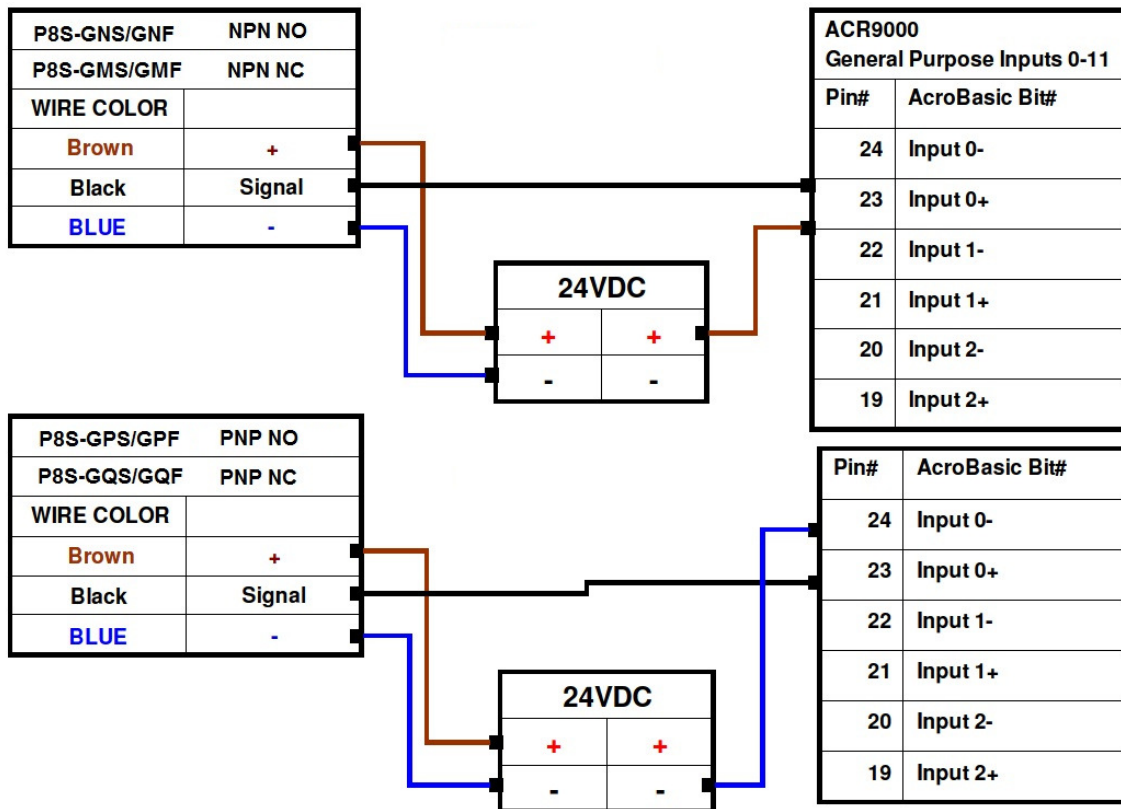 P8S-GNS/GNF NPN NO
P8S-GMS/GMF NPN NC
WIRE COLOR
Brown +
Black Signal
BLUE -
24VDC
+ +
- -
ACR9000
General Purpose Inputs 0-11
Pin# AcroBasic Bit#
24 Input 0-
23 Input 0+
22 Input 1-
21 Input 1+
20 Input 2-
19 Input 2+
P8S-GPS/GPF PNP NO
P8S-GQS/GQF PNP NC
WIRE COLOR
Brown +
Black Signal
BLUE -
24VDC
+ +
- -
Pin# AcroBasic Bit#
24 Input 0-
23 Input 0+
22 Input 1-
21 Input 1+
20 Input 2-
19 Input 2+